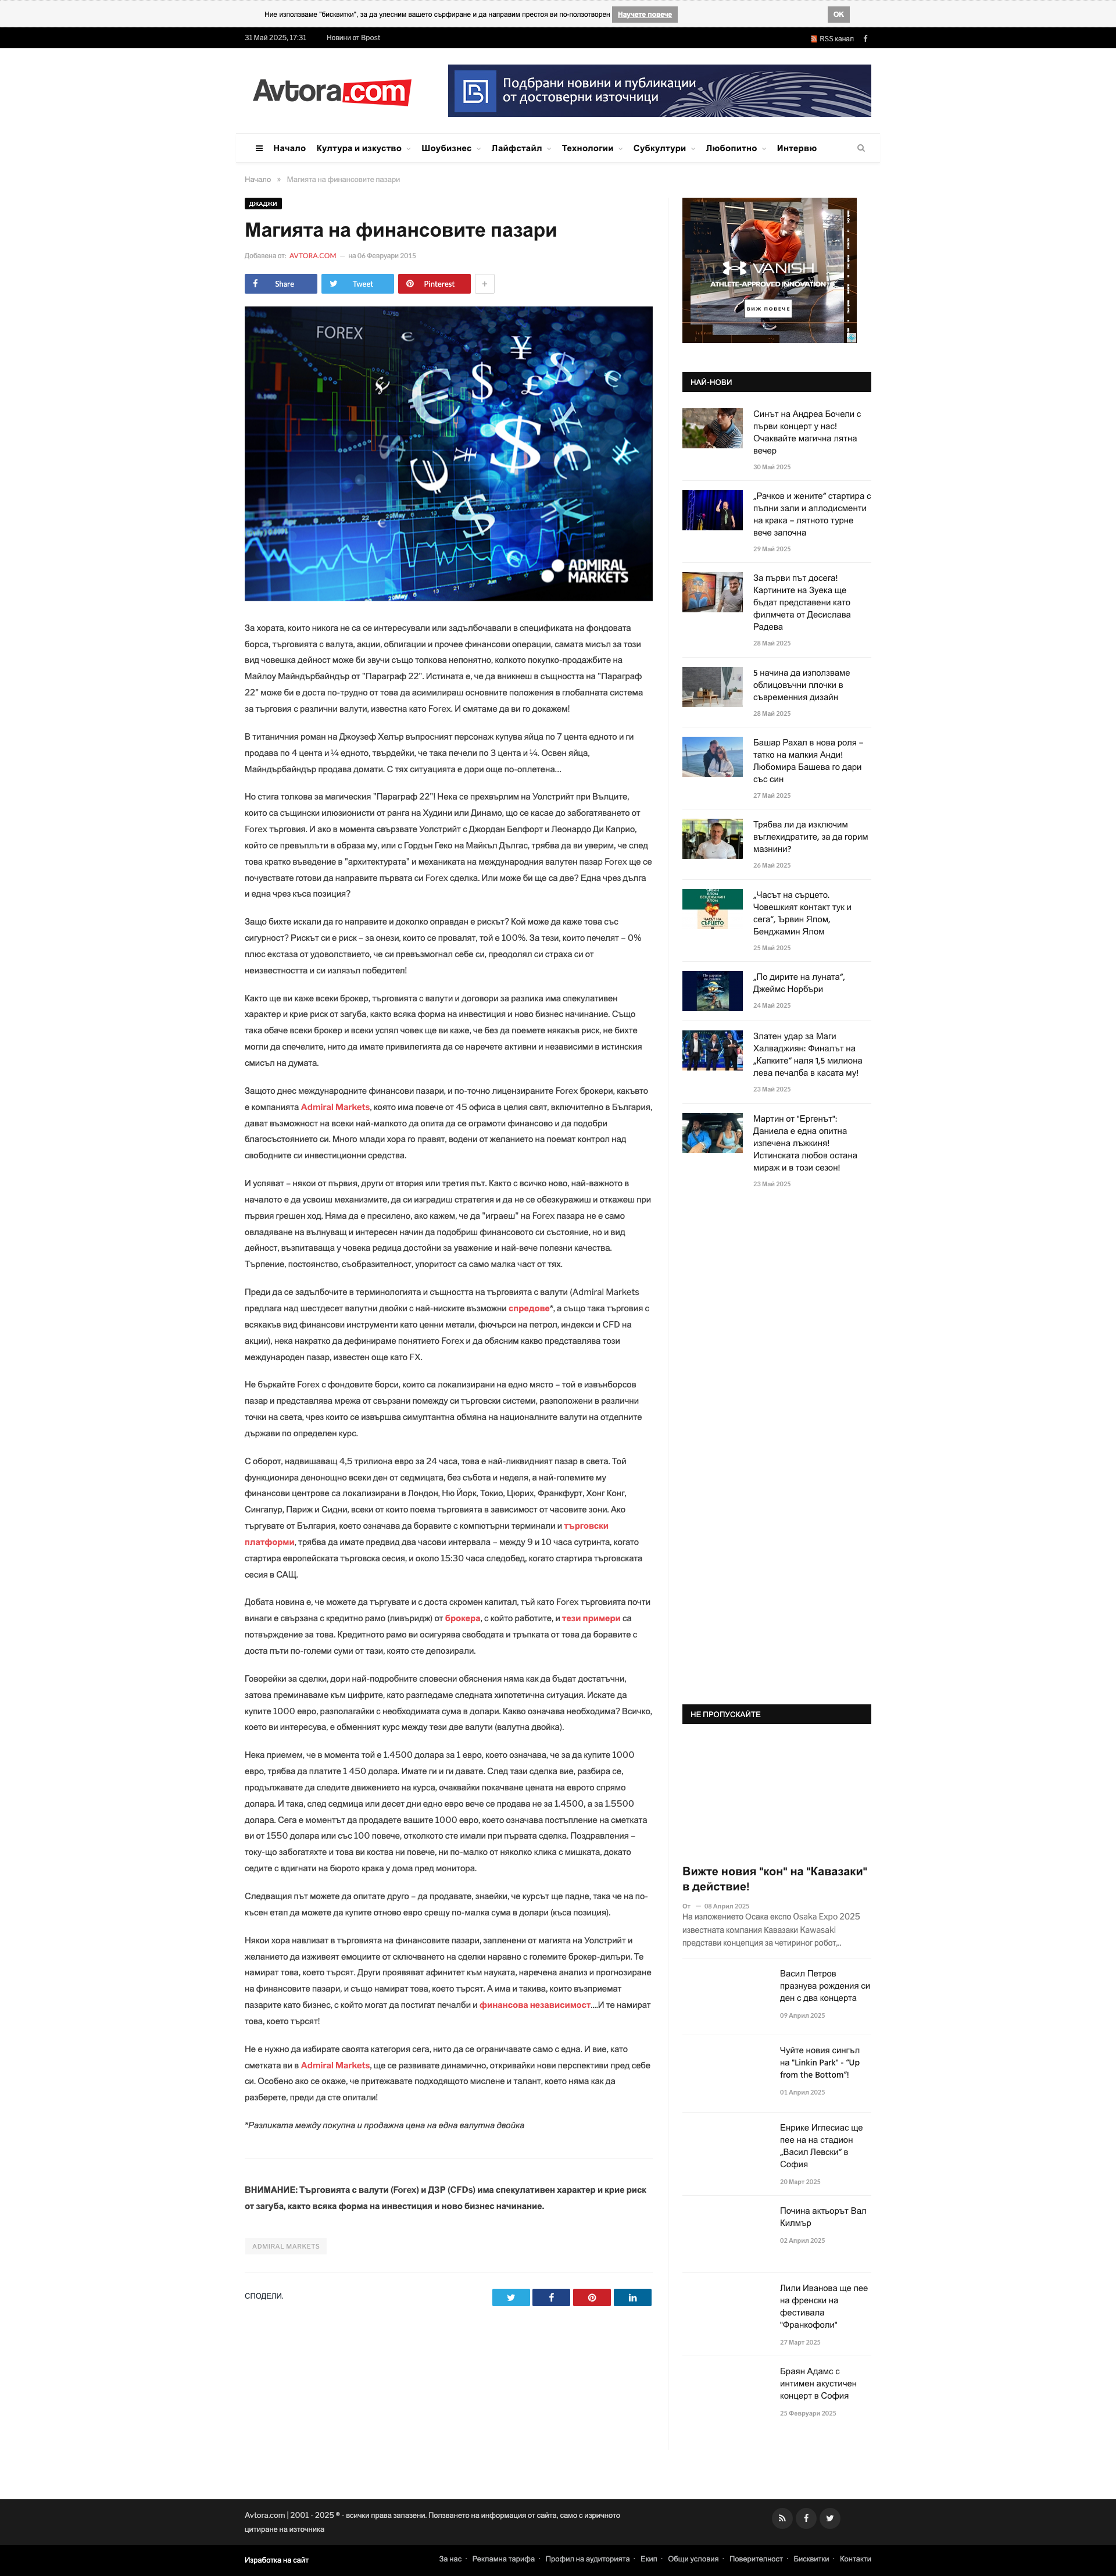 Ние използваме "бисквитки", за да улесним вашето сърфиране и да направим престоя ви по-ползотворен Научете повече OK
31 Май 2025, 17:31 Новини от Bpost RSS канал
Avtora.com
Подбрани новини и публикации
от достоверни източници
Начало Култура и изкуство Шоубизнес Лайфстайл Технологии Субкултури Любопитно Интервю
Начало Магията на финансовите пазари
ДЖАДЖИ
Магията на финансовите пазари
Добавена от: AVTORA.COM — на 06 Февруари 2015
Share Tweet Pinterest +
FOREX
ADMIRAL
MARKETS
За хората, които никога не са се интересували или задълбочавали в спецификата на фондовата
борса, търговията с валута, акции, облигации и прочее финансови операции, самата мисъл за този
вид човешка дейност може би звучи също толкова непонятно, колкото покупко-продажбите на
Майлоу Майндърбайндър от "Параграф 22". Истината е, че да вникнеш в същността на "Параграф
22" може би е доста по-трудно от това да асимилираш основните положения в глобалната система
за търговия с различни валути, известна като Forex. И смятаме да ви го докажем!
В титаничния роман на Джоузеф Хелър въпросният персонаж купува яйца по 7 цента едното и ги
продава по 4 цента и ¼ едното, твърдейки, че така печели по 3 цента и ¼. Освен яйца,
Майндърбайндър продава домати. С тях ситуацията е дори още по-оплетена...
Но стига толкова за магическия "Параграф 22"! Нека се прехвърлим на Уолстрийт при Вълците,
които са същински илюзионисти от ранга на Худини или Динамо, що се касае до забогатяването от
Forex търговия. И ако в момента свързвате Уолстрийт с Джордан Белфорт и Леонардо Ди Каприо,
който се превъплъти в образа му, или с Гордън Геко на Майкъл Дъглас, трябва да ви уверим, че след
това кратко въведение в "архитектурата" и механиката на международния валутен пазар Forex ще се
почувствате готови да направите първата си Forex сделка. Или може би ще са две? Една чрез дълга
и една чрез къса позиция?
Защо бихте искали да го направите и доколко оправдан е рискът? Кой може да каже това със
сигурност? Рискът си е риск – за онези, които се провалят, той е 100%. За тези, които печелят – 0%
плюс екстаза от удоволствието, че си превъзмогнал себе си, преодолял си страха си от
неизвестността и си излязъл победител!
Както ще ви каже всеки брокер, търговията с валути и договори за разлика има спекулативен
характер и крие риск от загуба, както всяка форма на инвестиция и ново бизнес начинание. Също
така обаче всеки брокер и всеки успял човек ще ви каже, че без да поемете някакъв риск, не бихте
могли да спечелите, нито да имате привилегията да се наречете активни и независими в истинския
смисъл на думата.
Защото днес международните финансови пазари, и по-точно лицензираните Forex брокери, какъвто
е компанията Admiral Markets, която има повече от 45 офиса в целия свят, включително в България,
дават възможност на всеки най-малкото да опита да се ограмоти финансово и да подобри
благосъстоянието си. Много млади хора го правят, водени от желанието на поемат контрол над
свободните си инвестиционни средства.
И успяват – някои от първия, други от втория или третия път. Както с всичко ново, най-важното в
началото е да усвоиш механизмите, да си изградиш стратегия и да не се обезкуражиш и откажеш при
първия грешен ход. Няма да е пресилено, ако кажем, че да "играеш" на Forex пазара не е само
овладяване на вълнуващ и интересен начин да подобриш финансовото си състояние, но и вид
дейност, възпитаваща у човека редица достойни за уважение и най-вече полезни качества.
Търпение, постоянство, съобразителност, упоритост са само малка част от тях.
Преди да се задълбочите в терминологията и същността на търговията с валути (Admiral Markets
предлага над шестдесет валутни двойки с най-ниските възможни спредове*, а също така търговия с
всякакъв вид финансови инструменти като ценни метали, фючърси на петрол, индекси и CFD на
акции), нека накратко да дефинираме понятието Forex и да обясним какво представлява този
международен пазар, известен още като FX.
Не бъркайте Forex с фондовите борси, които са локализирани на едно място – той е извънборсов
пазар и представлява мрежа от свързани помежду си търговски системи, разположени в различни
точки на света, чрез които се извършва симултантна обмяна на националните валути на отделните
държави по определен курс.
С оборот, надвишаващ 4,5 трилиона евро за 24 часа, това е най-ликвидният пазар в света. Той
функционира денонощно всеки ден от седмицата, без събота и неделя, а най-големите му
финансови центрове са локализирани в Лондон, Ню Йорк, Токио, Цюрих, Франкфурт, Хонг Конг,
Сингапур, Париж и Сидни, всеки от които поема търговията в зависимост от часовите зони. Ако
търгувате от България, което означава да боравите с компютърни терминали и търговски
платформи, трябва да имате предвид два часови интервала – между 9 и 10 часа сутринта, когато
стартира европейската търговска сесия, и около 15:30 часа следобед, когато стартира търговската
сесия в САЩ.
Добата новина е, че можете да търгувате и с доста скромен капитал, тъй като Forex търговията почти
винаги е свързана с кредитно рамо (ливъридж) от брокера, с който работите, и тези примери са
потвърждение за това. Кредитното рамо ви осигурява свободата и тръпката от това да боравите с
доста пъти по-големи суми от тази, която сте депозирали.
Говорейки за сделки, дори най-подробните словесни обяснения няма как да бъдат достатъчни,
затова преминаваме към цифрите, като разгледаме следната хипотетична ситуация. Искате да
купите 1000 евро, разполагайки с необходимата сума в долари. Какво означава необходима? Всичко,
което ви интересува, е обменният курс между тези две валути (валутна двойка).
Нека приемем, че в момента той е 1.4500 долара за 1 евро, което означава, че за да купите 1000
евро, трябва да платите 1 450 долара. Имате ги и ги давате. След тази сделка вие, разбира се,
продължавате да следите движението на курса, очаквайки покачване цената на еврото спрямо
долара. И така, след седмица или десет дни едно евро вече се продава не за 1.4500, а за 1.5500
долара. Сега е моментът да продадете вашите 1000 евро, което означава постъпление на сметката
ви от 1550 долара или със 100 повече, отколкото сте имали при първата сделка. Поздравления –
току-що забогатяхте и това ви коства ни повече, ни по-малко от няколко клика с мишката, докато
седите с вдигнати на бюрото крака у дома пред монитора.
Следващия път можете да опитате друго – да продавате, знаейки, че курсът ще падне, така че на по-
късен етап да купите отново евро срещу по-малка сума в долари (къса позиция).
Някои хора навлизат в търговията на финансовите пазари, запленени от магията на Уолстрийт и
желанието да изживеят емоциите от сключването на сделки наравно с големите брокер-дилъри. Те
намират това, което търсят. Други проявяват афинитет към науката, наречена анализ и прогнозиране
на финансовите пазари, и също намират това, което търсят. А има и такива, които възприемат
пазарите като бизнес, с който могат да постигат печалби и финансова независимост....И те намират
това, което търсят!
Не е нужно да избирате своята категория сега, нито да се ограничавате само с една. И вие, като
сметката ви в Admiral Markets, ще се развивате динамично, откривайки нови перспективи пред себе
си. Особено ако се окаже, че притежавате подходящото мислене и талант, което няма как да
разберете, преди да сте опитали!
*Разликата между покупна и продажна цена на една валутна двойка
ВНИМАНИЕ: Търговията с валути (Forex) и ДЗР (CFDs) има спекулативен характер и крие риск
от загуба, както всяка форма на инвестиция и ново бизнес начинание.
ADMIRAL MARKETS
СПОДЕЛИ.
VANISH
ATHLETE-APPROVED INNOVATION
ВИЖ ПОВЕЧЕ
НАЙ-НОВИ
Синът на Андреа Бочели с
първи концерт у нас!
Очаквайте магична лятна
вечер
30 Май 2025
„Рачков и жените“ стартира с
пълни зали и аплодисменти
на крака – лятното турне
вече започна
29 Май 2025
За първи път досега!
Картините на Зуека ще
бъдат представени като
филмчета от Десислава
Радева
28 Май 2025
5 начина да използваме
облицовъчни плочки в
съвременния дизайн
28 Май 2025
Башар Рахал в нова роля –
татко на малкия Анди!
Любомира Башева го дари
със син
27 Май 2025
Трябва ли да изключим
въглехидратите, за да горим
мазнини?
26 Май 2025
„Часът на сърцето.
Човешкият контакт тук и
сега“, Ървин Ялом,
Бенджамин Ялом
25 Май 2025
„По дирите на луната“,
Джеймс Норбъри
24 Май 2025
Златен удар за Маги
Халваджиян: Финалът на
„Капките“ наля 1,5 милиона
лева печалба в касата му!
23 Май 2025
Мартин от "Ергенът":
Даниела е една опитна
изпечена лъжкиня!
Истинската любов остана
мираж и в този сезон!
23 Май 2025
НЕ ПРОПУСКАЙТЕ
Вижте новия "кон" на "Кавазаки"
в действие!
От — 08 Април 2025
На изложението Осака експо Osaka Expo 2025
известната компания Кавазаки Kawasaki
представи концепция за четириног робот,..
Васил Петров
празнува рождения си
ден с два концерта
09 Април 2025
Чуйте новия сингъл
на "Linkin Park" - "Up
from the Bottom"!
01 Април 2025
Енрике Иглесиас ще
пее на на стадион
„Васил Левски“ в
София
20 Март 2025
Почина актьорът Вал
Килмър
02 Април 2025
Лили Иванова ще пее
на френски на
фестивала
"Франкофоли"
27 Март 2025
Браян Адамс с
интимен акустичен
концерт в София
25 Февруари 2025
Avtora.com | 2001 - 2025 ® - всички права запазени. Ползването на информация от сайта, само с изричното
цитиране на източника
Изработка на сайт За нас · Рекламна тарифа · Профил на аудиторията · Екип · Общи условия · Поверителност · Бисквитки · Контакти